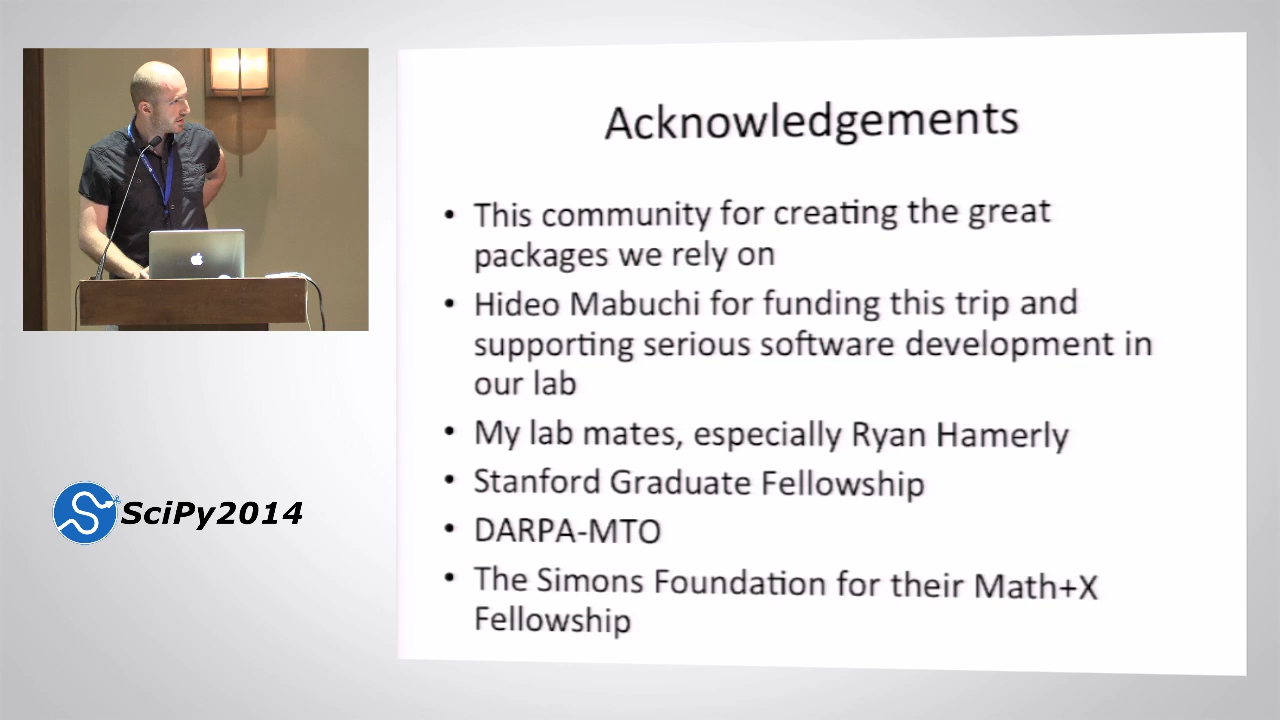 Acknowledgements
• This community for creating the great
packages we rely on
• Hideo Mabuchi for funding this trip and
supporting serious software development in
our lab
• My lab mates, especially Ryan Hamerly
• Stanford Graduate Fellowship
• DARPA-MTO
• The Simons Foundation for their Math+X
Fellowship
SciPy2014